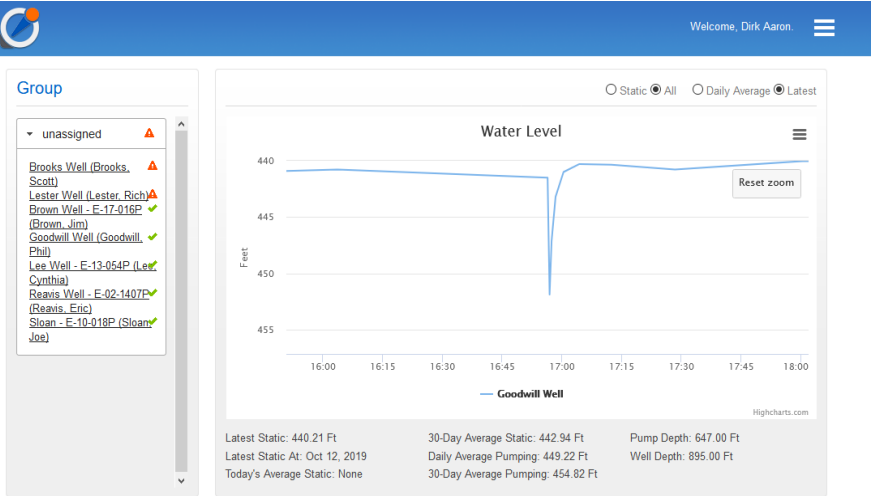 Welcome, Dirk Aaron.
Group
unassigned
Brooks Well (Brooks,
Scott)
Lester Well (Lester, Rich)
Brown Well - E-17-016P
(Brown, Jim)
Goodwill Well (Goodwill,
Phil)
Lee Well - E-13-054P (Lee,
Cynthia)
Reavis Well - E-02-1407P
(Reavis, Eric)
Sloan - E-10-018P (Sloan,
Joe)
Static All Daily Average Latest
Water Level
Reset zoom
Feet
440
445
450
455
16:00 16:15 16:30 16:45 17:00 17:15 17:30 17:45 18:00
Goodwill Well
Highcharts.com
Latest Static: 440.21 Ft
Latest Static At: Oct 12, 2019
Today's Average Static: None
30-Day Average Static: 442.94 Ft
Daily Average Pumping: 449.22 Ft
30-Day Average Pumping: 454.82 Ft
Pump Depth: 647.00 Ft
Well Depth: 895.00 Ft